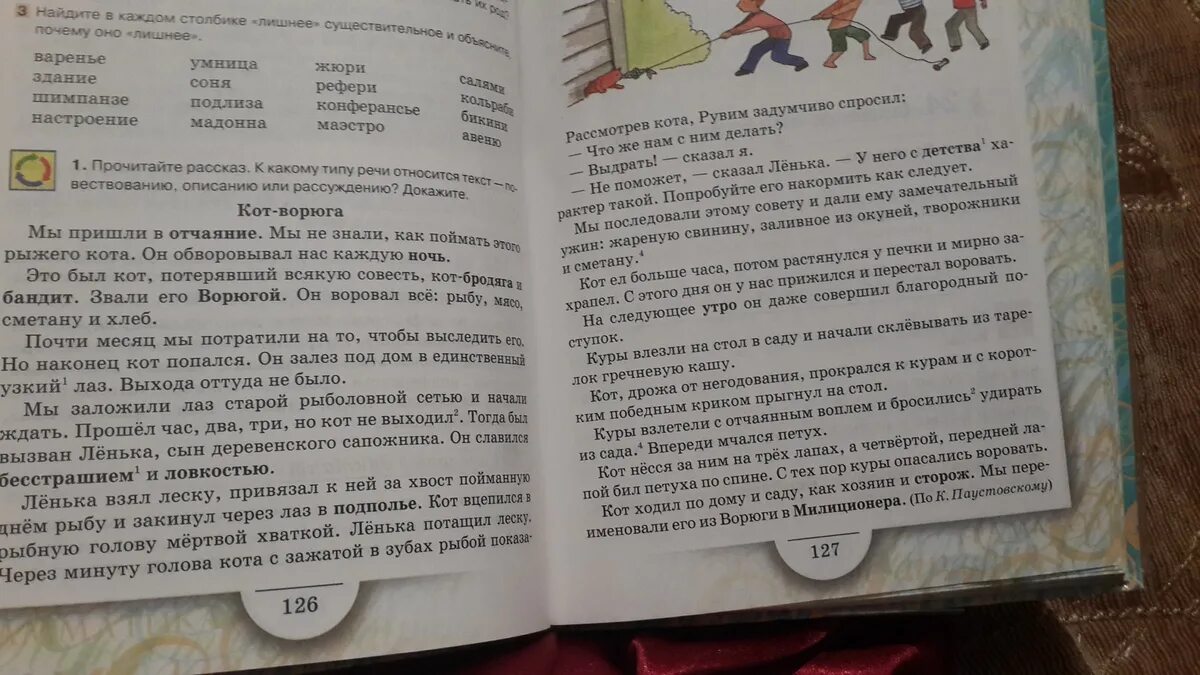 ать их род?
3 Найдите в каждом столбике «лишнее» существительное и объясните,
почему оно «лишнее».
варенье умница жюри салями
здание соня рефери кольраби
шимпанзе подлиза конферансье бикини
настроение мадонна маэстро авеню
1. Прочитайте рассказ. К какому типу речи относится текст — по-
вествованию, описанию или рассуждению? Докажите.
Кот-ворюга
Мы пришли в отчаяние. Мы не знали, как поймать этого
рыжего кота. Он обворовывал нас каждую ночь.
Это был кот, потерявший всякую совесть, кот-бродяга и
бандит. Звали его Ворюгой. Он воровал всё: рыбу, мясо,
сметану и хлеб.
Почти месяц мы потратили на то, чтобы выследить его.
Но наконец кот попался. Он залез под дом в единственный
узкий¹ лаз. Выхода оттуда не было.
Мы заложили лаз старой рыболовной сетью и начали
ждать. Прошёл час, два, три, но кот не выходил². Тогда был
вызван Лёнька, сын деревенского сапожника. Он славился
бесстрашием¹ и ловкостью.
Лёнька взял леску, привязал к ней за хвост пойманную
днём рыбу и закинул через лаз в подполье. Кот вцепился в
рыбную голову мёртвой хваткой. Лёнька потащил леску.
Через минуту голова кота с зажатой в зубах рыбой показа-
126
Рассмотрев кота, Рувим задумчиво спросил:
— Что же нам с ним делать?
— Выдрать! — сказал я.
— Не поможет, — сказал Лёнька. — У него с детства¹ ха-
рактер такой. Попробуйте его накормить как следует.
Мы последовали этому совету и дали ему замечательный
ужин: жареную свинину, заливное из окуней, творожники
и сметану.⁴
Кот ел больше часа, потом растянулся у печки и мирно за-
храпел. С этого дня он у нас прижился и перестал воровать.
На следующее утро он даже совершил благородный по-
ступок.
Куры влезли на стол в саду и начали склёвывать из таре-
лок гречневую кашу.
Кот, дрожа от негодования, прокрался к курам и с корот-
ким победным криком прыгнул на стол.
Куры взлетели с отчаянным воплем и бросились² удирать
из сада.⁴ Впереди мчался петух.
Кот нёсся за ним на трёх лапах, а четвёртой, передней ла-
пой бил петуха по спине. С тех пор куры опасались воровать.
Кот ходил по дому и саду, как хозяин и сторож. Мы пере-
именовали его из Ворюги в Милиционера. (По К. Паустовскому)
127